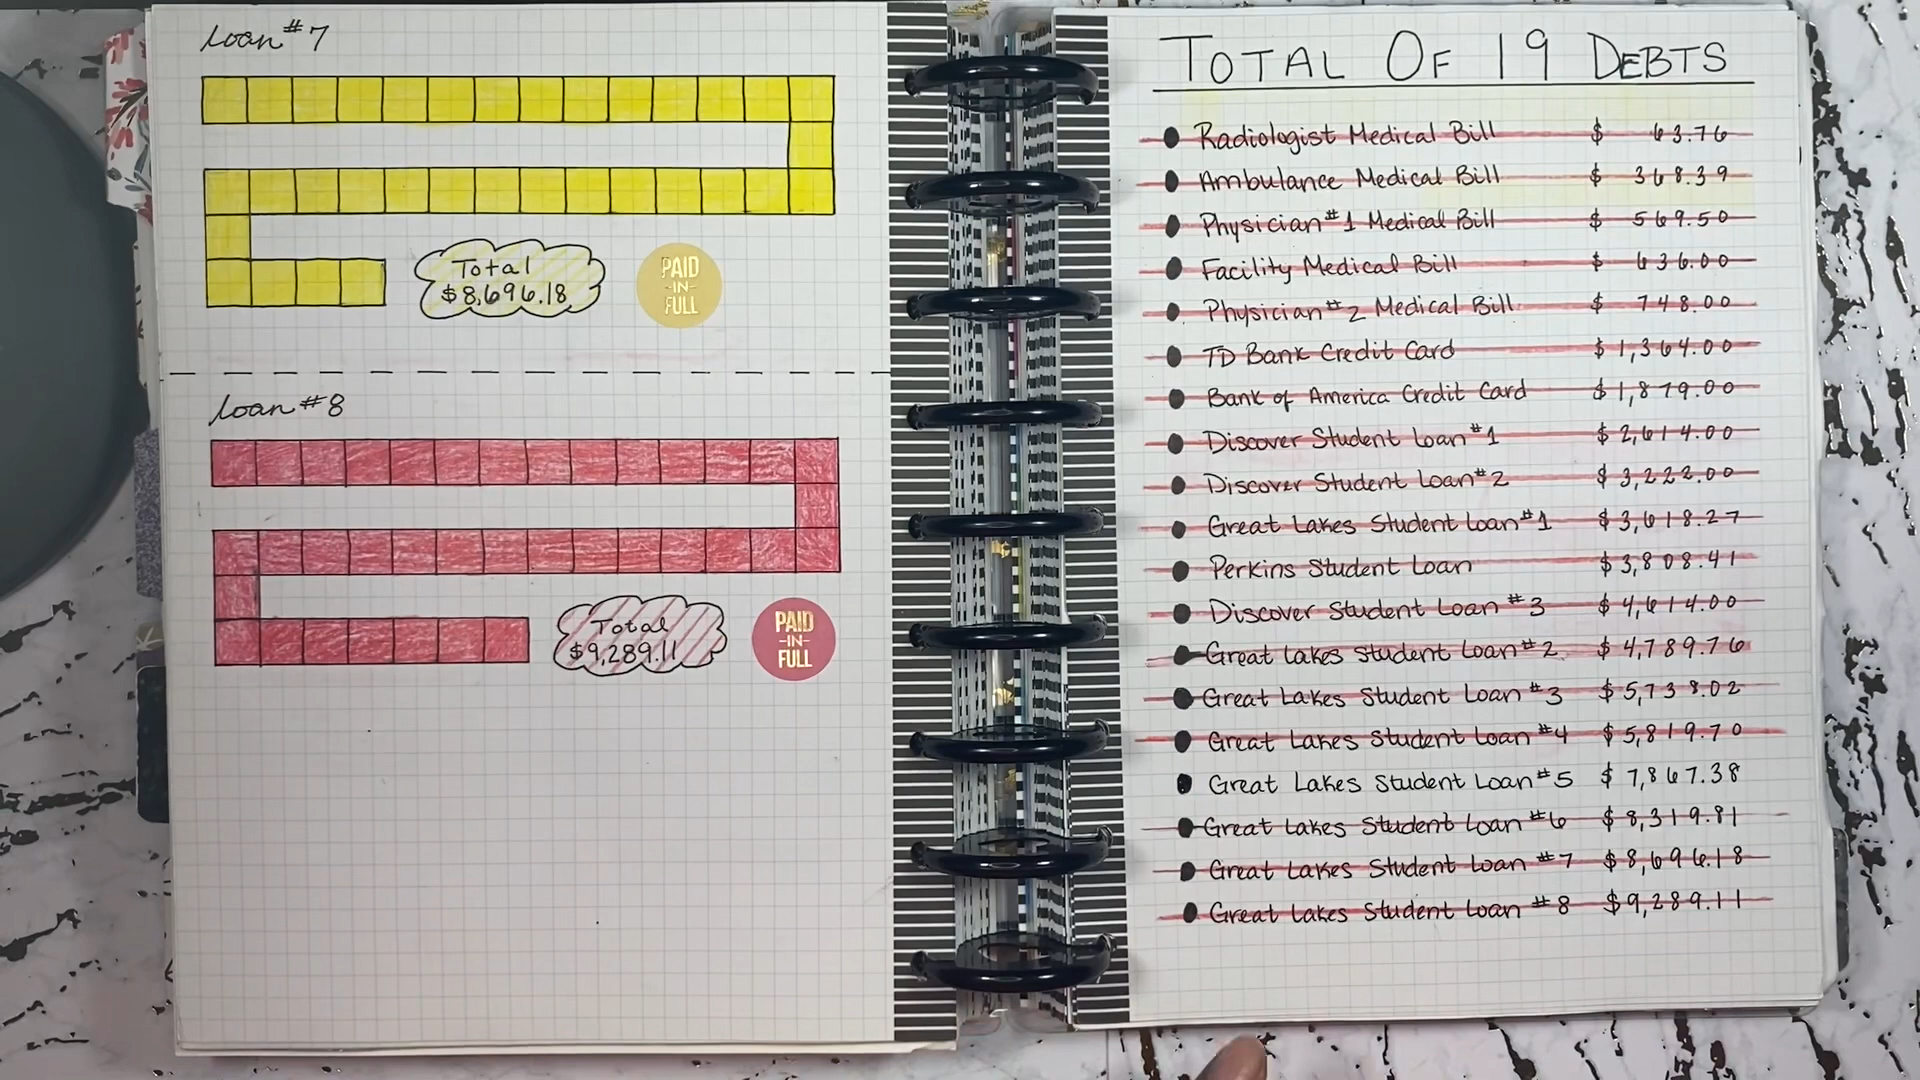 Loan #7
Total
$8,696.18
PAID
-IN-
FULL
Loan #8
Total
$9,289.11
PAID
-IN-
FULL
TOTAL OF 19 DEBTS
Radiologist Medical Bill $ 63.76
Ambulance Medical Bill $ 368.39
Physician #1 Medical Bill $ 569.50
Facility Medical Bill $ 636.00
Physician #2 Medical Bill $ 748.00
TD Bank Credit Card $1,364.00
Bank of America Credit Card $1,879.00
Discover Student Loan #1 $2,614.00
Discover Student Loan #2 $3,222.00
Great Lakes Student Loan #1 $3,618.27
Perkins Student Loan $3,808.41
Discover Student Loan #3 $4,614.00
Great Lakes Student Loan #2 $4,789.76
Great Lakes Student Loan #3 $5,738.02
Great Lakes Student Loan #4 $5,819.70
Great Lakes Student Loan #5 $7,867.38
Great Lakes Student Loan #6 $8,319.81
Great Lakes Student Loan #7 $8,696.18
Great Lakes Student Loan #8 $9,289.11